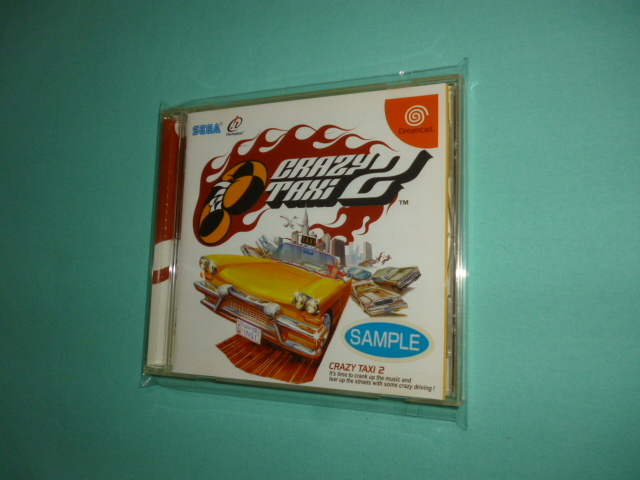 SEGA
Dreamcast
CRAZY
TAXI 2
TM
TAXI
SAMPLE
CRAZY TAXI 2
It's time to crank up the music and
tear up the streets with some crazy driving!